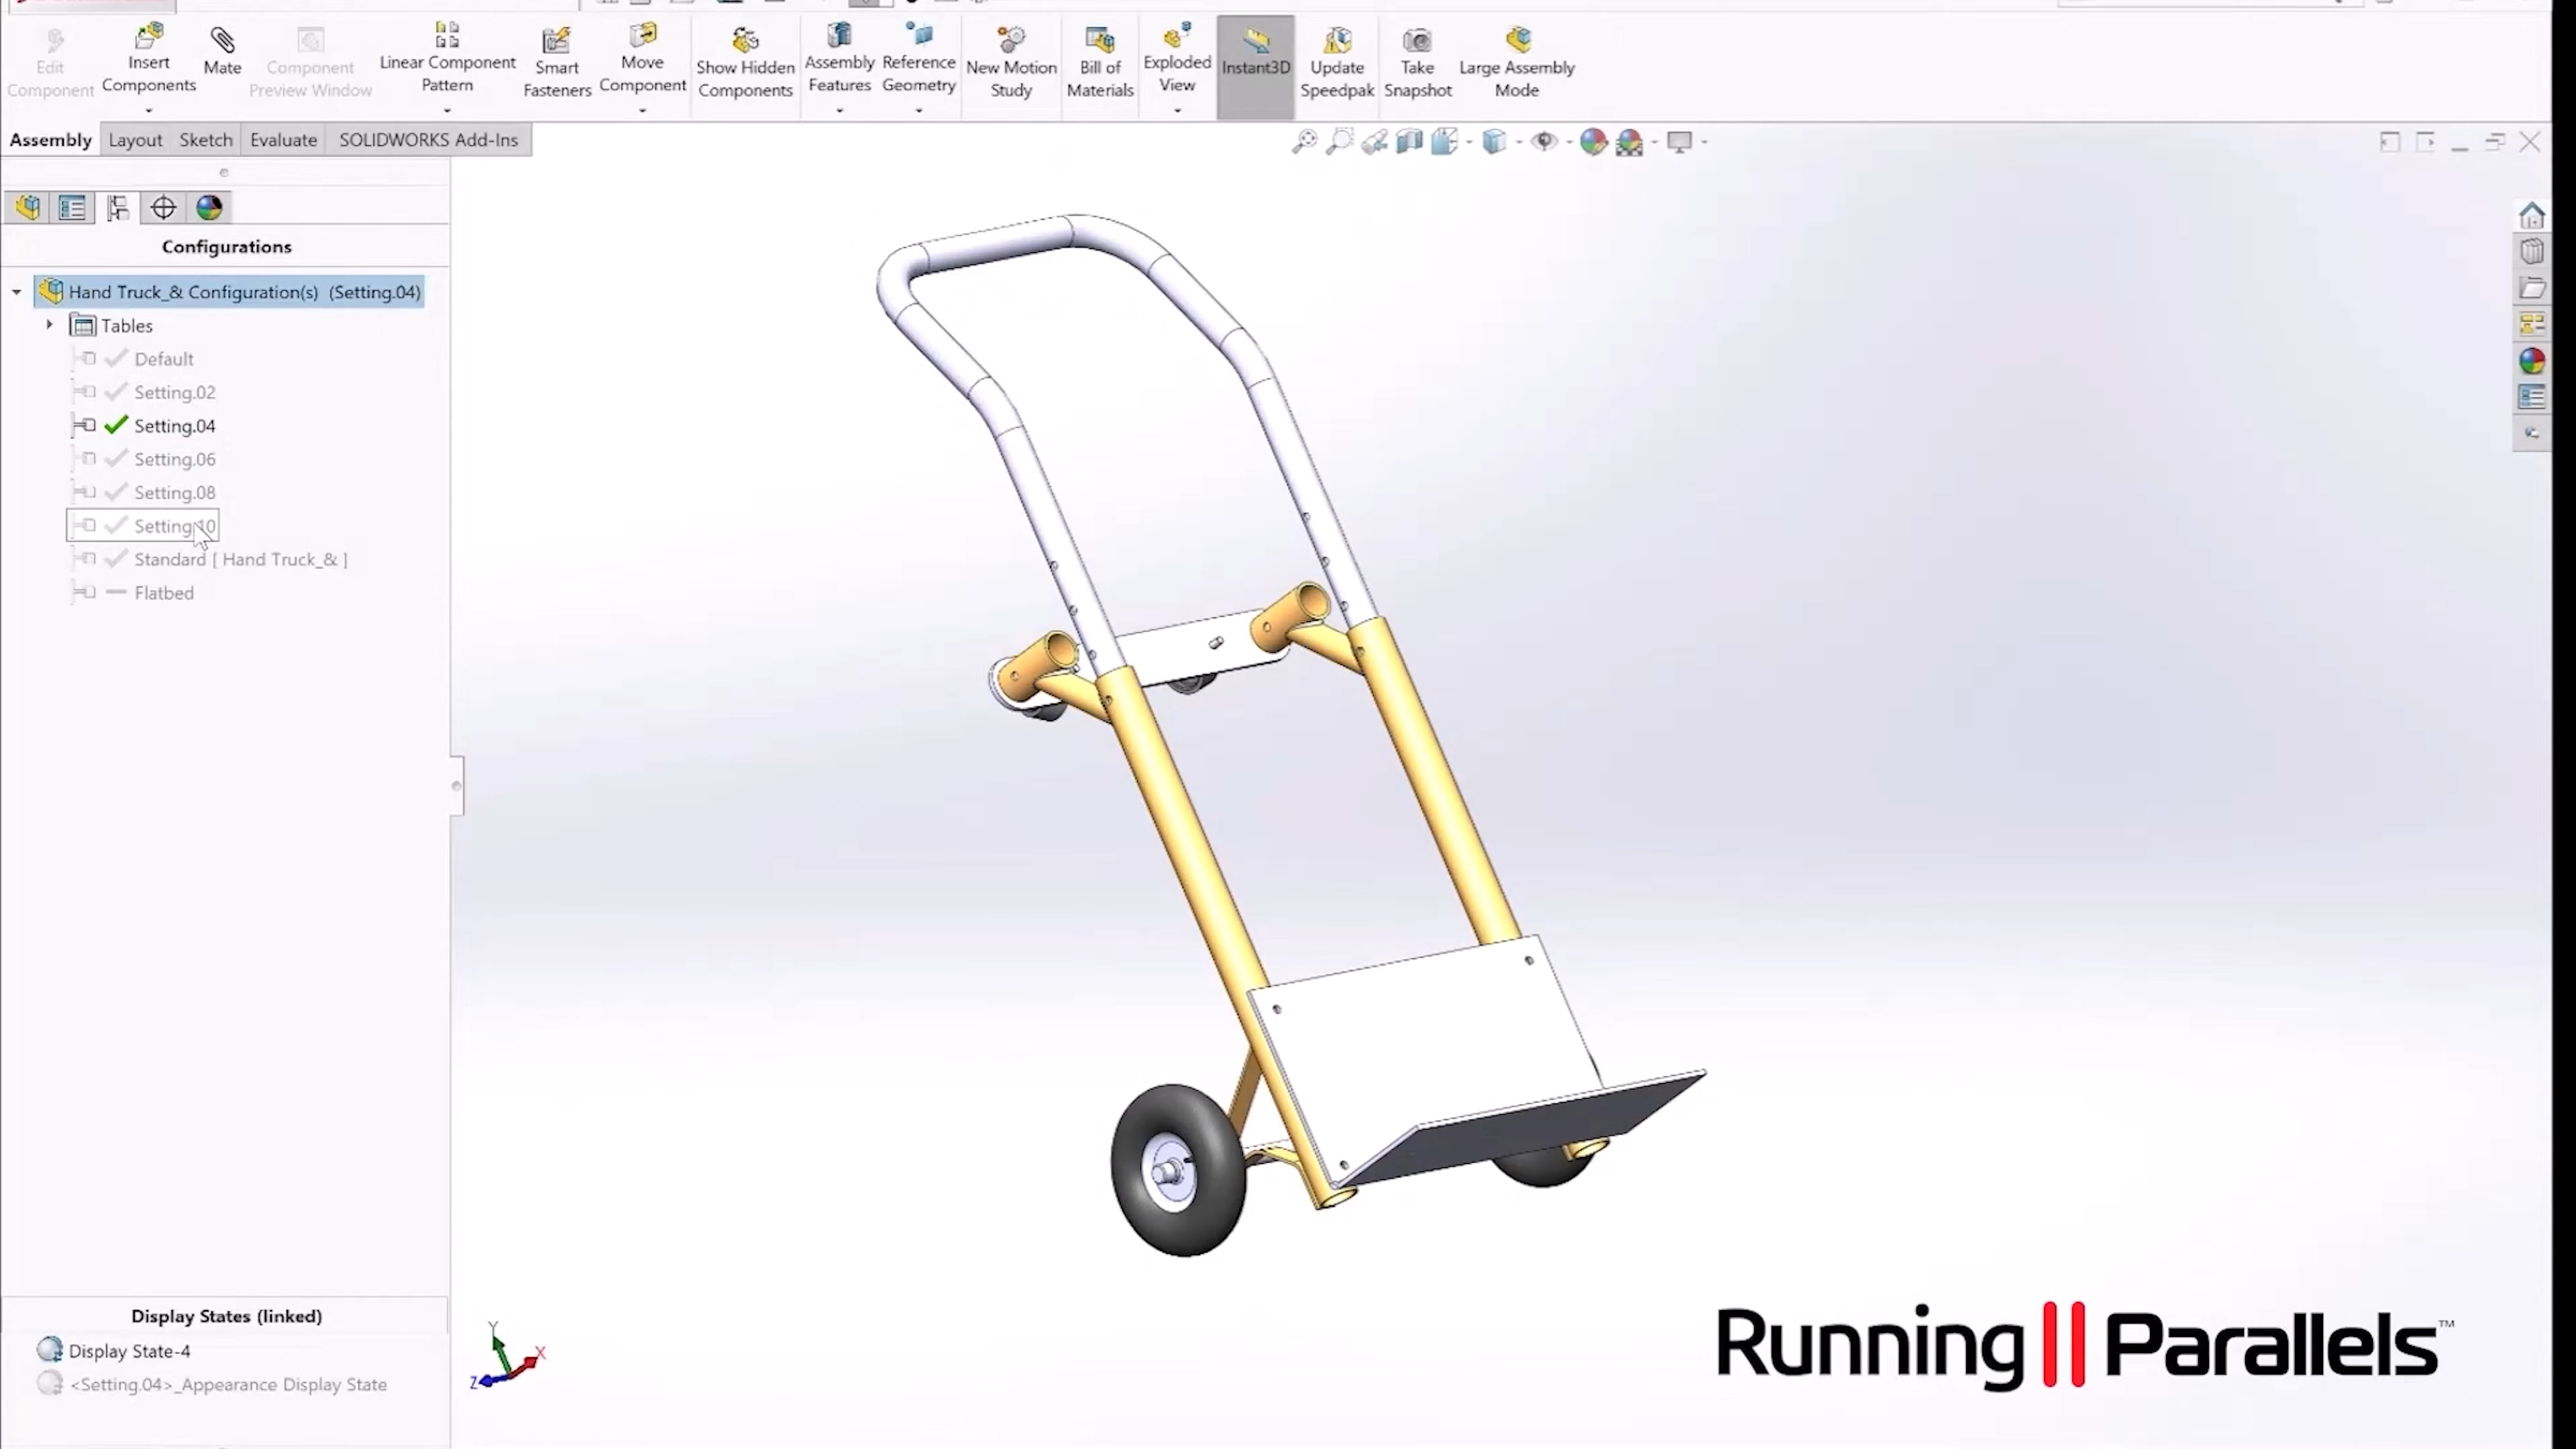 Edit
Component
Insert
Components
Mate
Component
Preview Window
Linear Component
Pattern
Smart
Fasteners
Move
Component
Show Hidden
Components
Assembly
Features
Reference
Geometry
New Motion
Study
Bill of
Materials
Exploded
View
Instant3D
Update
Speedpak
Take
Snapshot
Large Assembly
Mode
Assembly
Layout
Sketch
Evaluate
SOLIDWORKS Add-Ins
Configurations
Hand Truck_& Configuration(s) (Setting.04)
Tables
Default
Setting.02
Setting.04
Setting.06
Setting.08
Setting.10
Standard [ Hand Truck_& ]
Flatbed
Display States (linked)
Display State-4
<Setting.04>_Appearance Display State
Y
X
Z
Running || Parallels™